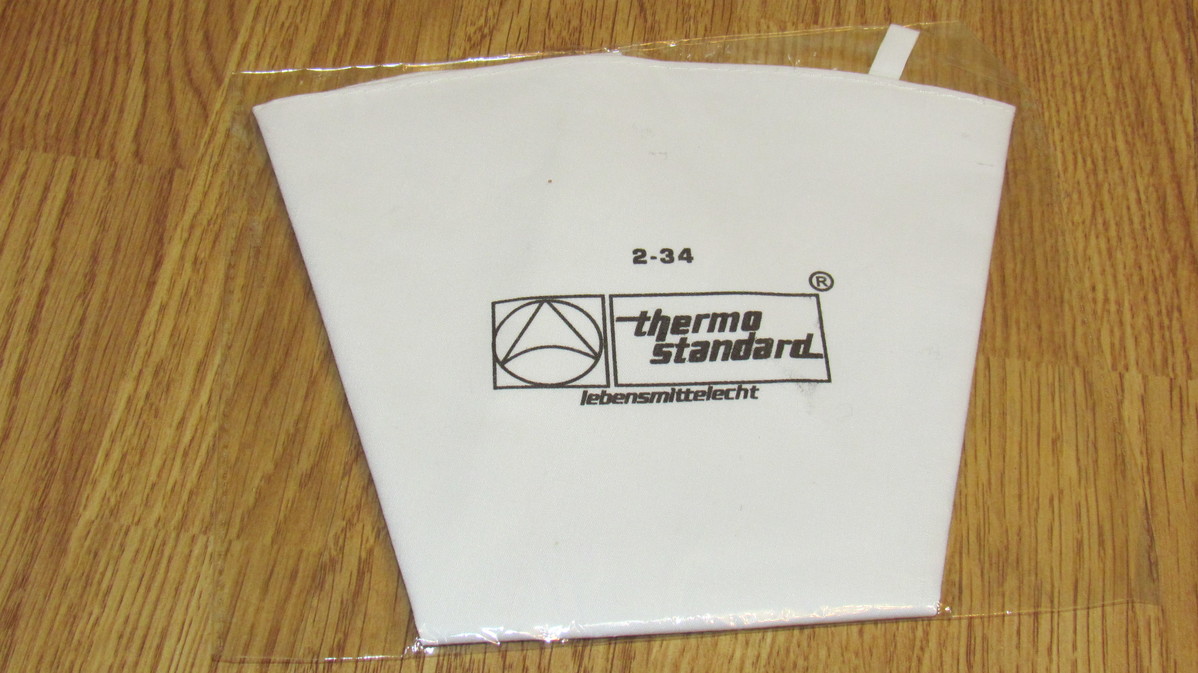 2-34
®
thermo
standard
lebensmittelecht